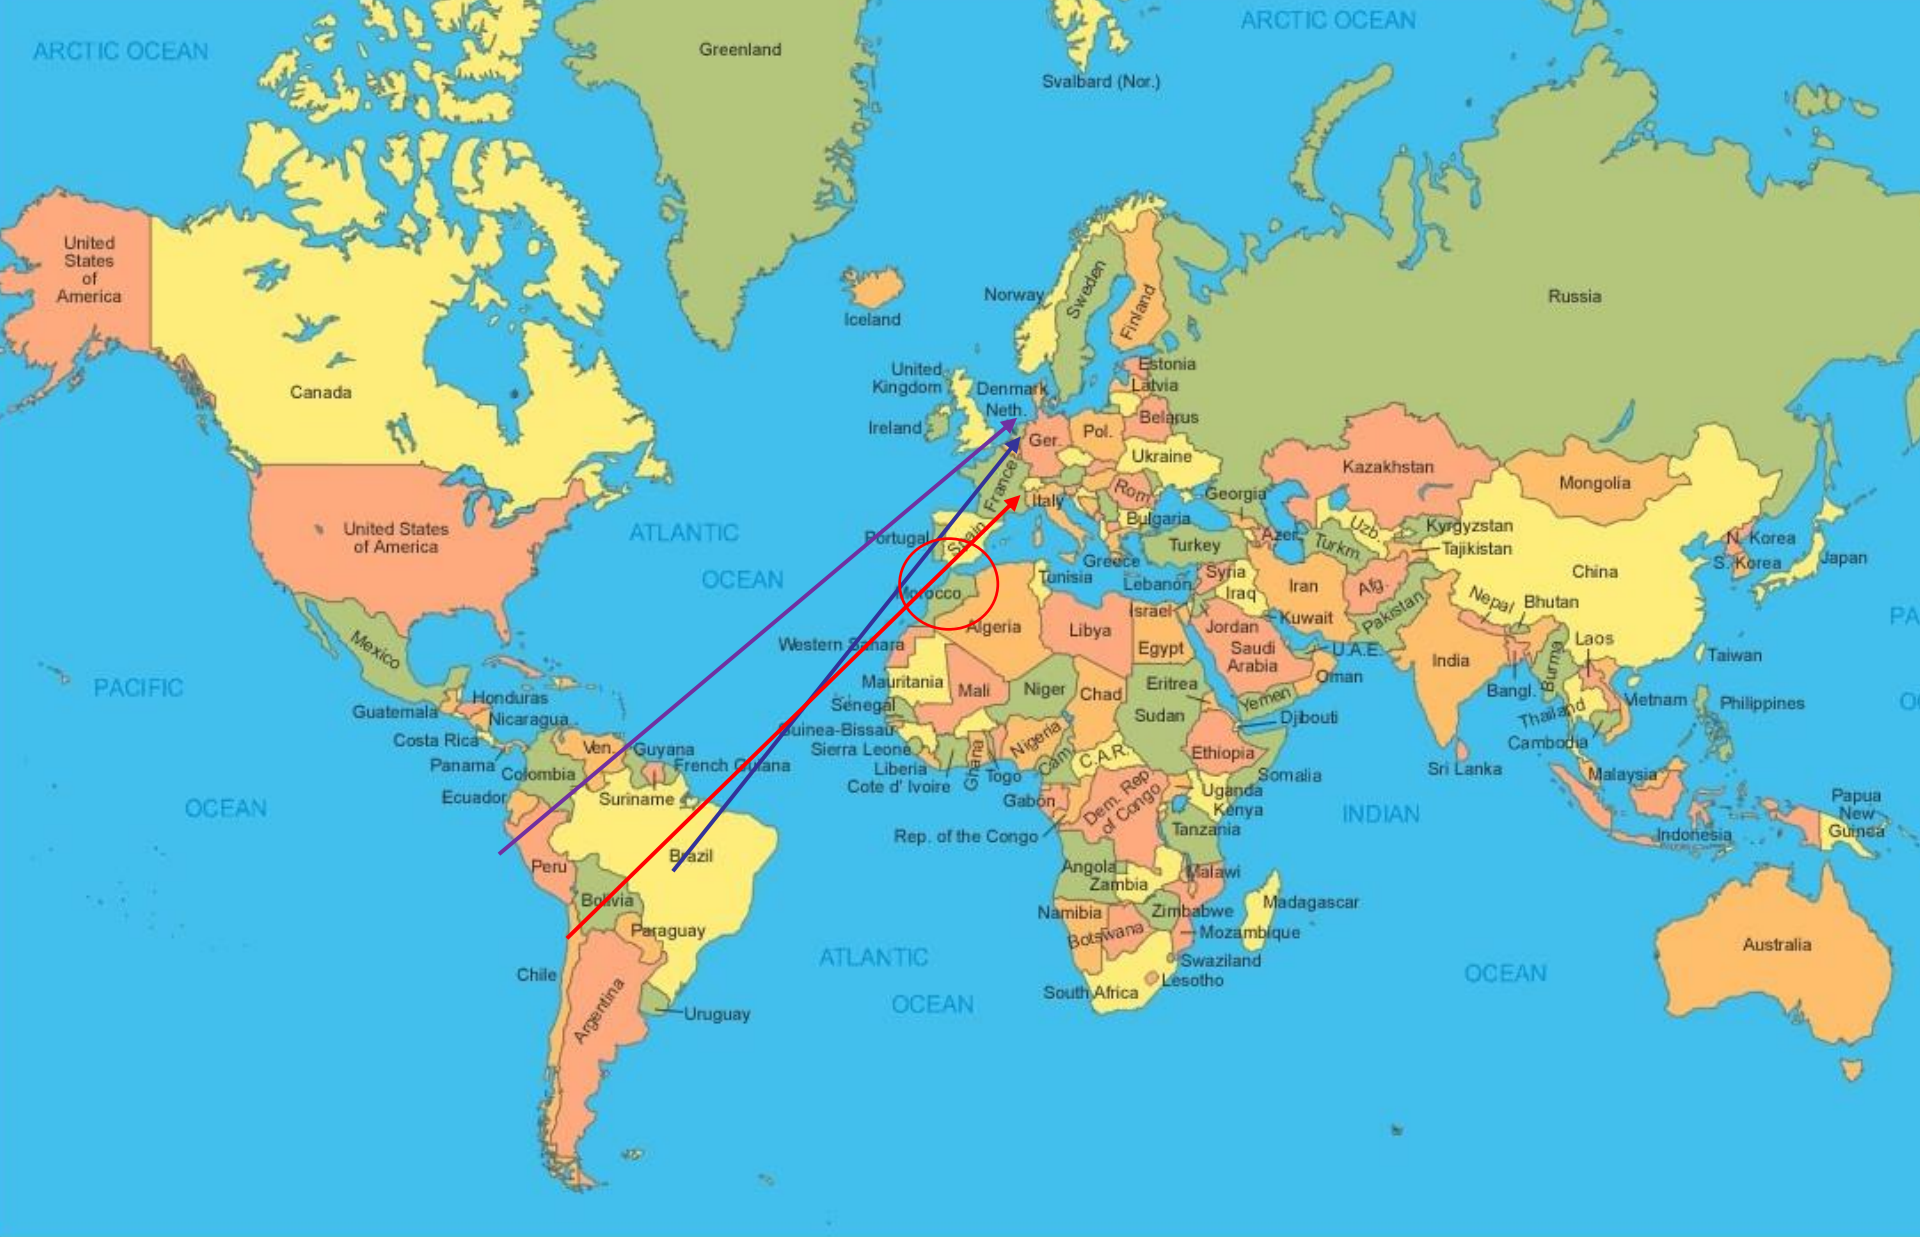 ARCTIC OCEAN
Greenland
Svalbard (Nor.)
ARCTIC OCEAN
United
States
of
America
Canada
Iceland
Norway
Sweden
Finland
Russia
United
Kingdom
Ireland
Denmark
Neth.
Estonia
Latvia
Belarus
Ger.
Pol.
Ukraine
France
Italy
Rom.
Bulgaria
Portugal
Spain
Greece
Turkey
Georgia
Azer.
Kazakhstan
Uzb.
Turkm.
Kyrgyzstan
Tajikistan
Mongolia
China
N. Korea
S. Korea
Japan
United States
of America
ATLANTIC
OCEAN
Mexico
PACIFIC
OCEAN
Honduras
Guatemala
Nicaragua
Costa Rica
Panama
Ven.
Guyana
French Guiana
Colombia
Suriname
Ecuador
Peru
Brazil
Bolivia
Paraguay
Chile
Argentina
Uruguay
ATLANTIC
OCEAN
Morocco
Algeria
Tunisia
Libya
Egypt
Western Sahara
Mauritania
Mali
Niger
Chad
Sudan
Eritrea
Senegal
Guinea-Bissau
Sierra Leone
Liberia
Cote d' Ivoire
Ghana
Togo
Nigeria
Cam.
C.A.R.
Ethiopia
Djibouti
Somalia
Gabon
Rep. of the Congo
Dem. Rep.
of Congo
Uganda
Kenya
Tanzania
Angola
Zambia
Malawi
Namibia
Botswana
Zimbabwe
Mozambique
Madagascar
Swaziland
Lesotho
South Africa
Lebanon
Israel
Syria
Iraq
Jordan
Saudi
Arabia
Kuwait
Iran
U.A.E.
Oman
Yemen
Afg.
Pakistan
India
Nepal
Bhutan
Bangl.
Burma
Laos
Thailand
Vietnam
Cambodia
Sri Lanka
Malaysia
Indonesia
Taiwan
Philippines
Papua
New
Guinea
INDIAN
OCEAN
Australia
PA
O